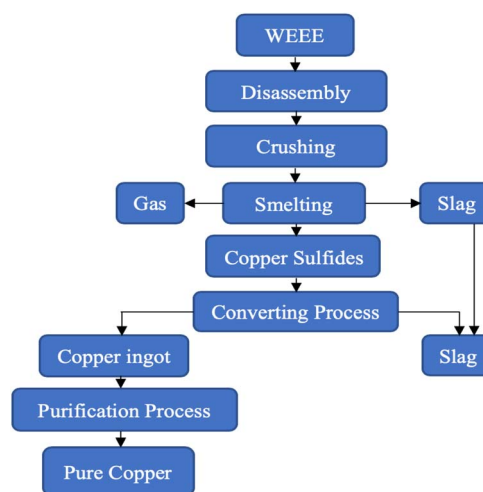 WEEE
Disassembly
Crushing
Gas
Smelting
Slag
Copper Sulfides
Converting Process
Copper ingot
Slag
Purification Process
Pure Copper